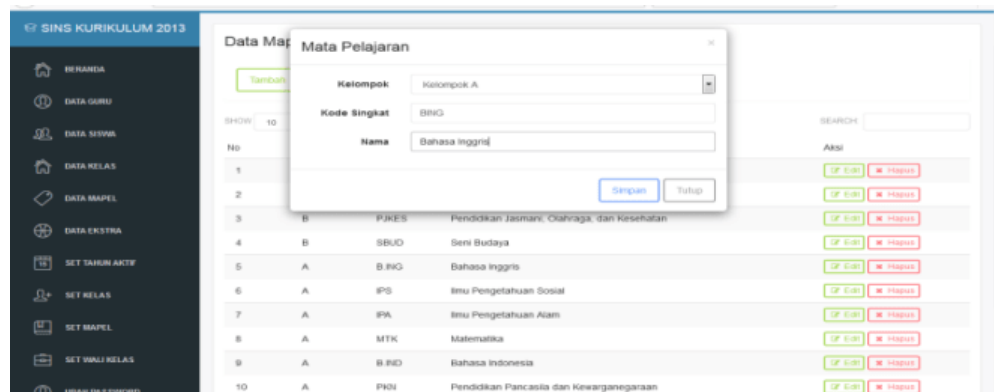 SINS KURIKULUM 2013
BERANDA
DATA GURU
DATA SISWA
DATA KELAS
DATA MAPEL
DATA EKSTRA
SET TAHUN AKTIF
SET KELAS
SET MAPEL
SET WALI KELAS
UBAH PASSWORD
Data Map
Tambah
SHOW 10
SEARCH:
No Aksi
Mata Pelajaran ×
Kelompok Kelompok A
Kode Singkat BING
Nama Bahasa Inggris
Simpan Tutup
1 Edit Hapus
2 Edit Hapus
3 B PJKES Pendidikan Jasmani, Olahraga, dan Kesehatan Edit Hapus
4 B SBUD Seni Budaya Edit Hapus
5 A B.ING Bahasa Inggris Edit Hapus
6 A IPS Ilmu Pengetahuan Sosial Edit Hapus
7 A IPA Ilmu Pengetahuan Alam Edit Hapus
8 A MTK Matematika Edit Hapus
9 A B.IND Bahasa Indonesia Edit Hapus
10 A PKN Pendidikan Pancasila dan Kewarganegaraan Edit Hapus